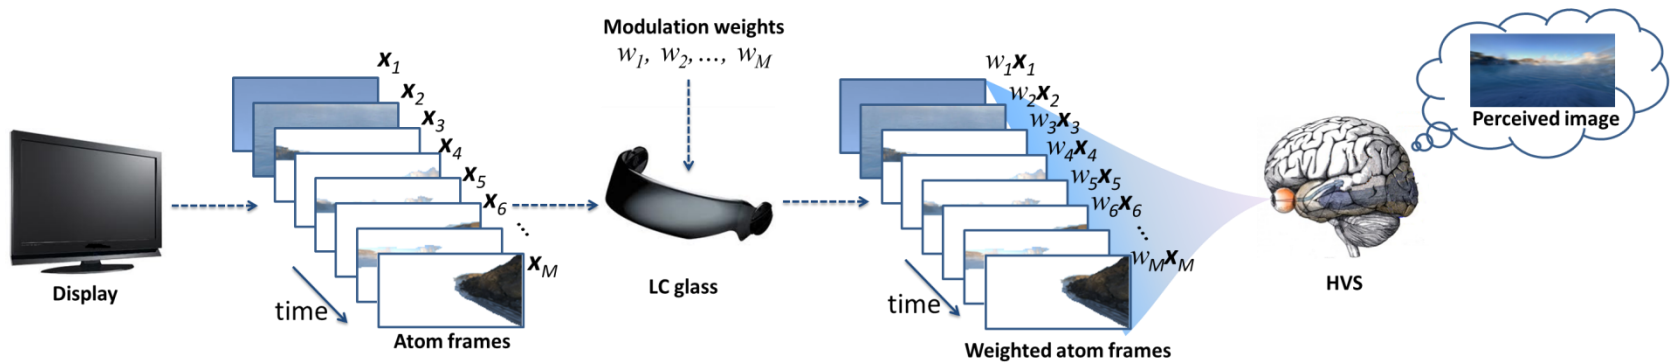 Modulation weights
w1, w2,..., wM
x1
x2
x3
x4
x5
x6
...
xM
w1x1
w2x2
w3x3
w4x4
w5x5
w6x6
...
wMxM
Perceived image
Display
time
Atom frames
LC glass
time
Weighted atom frames
HVS